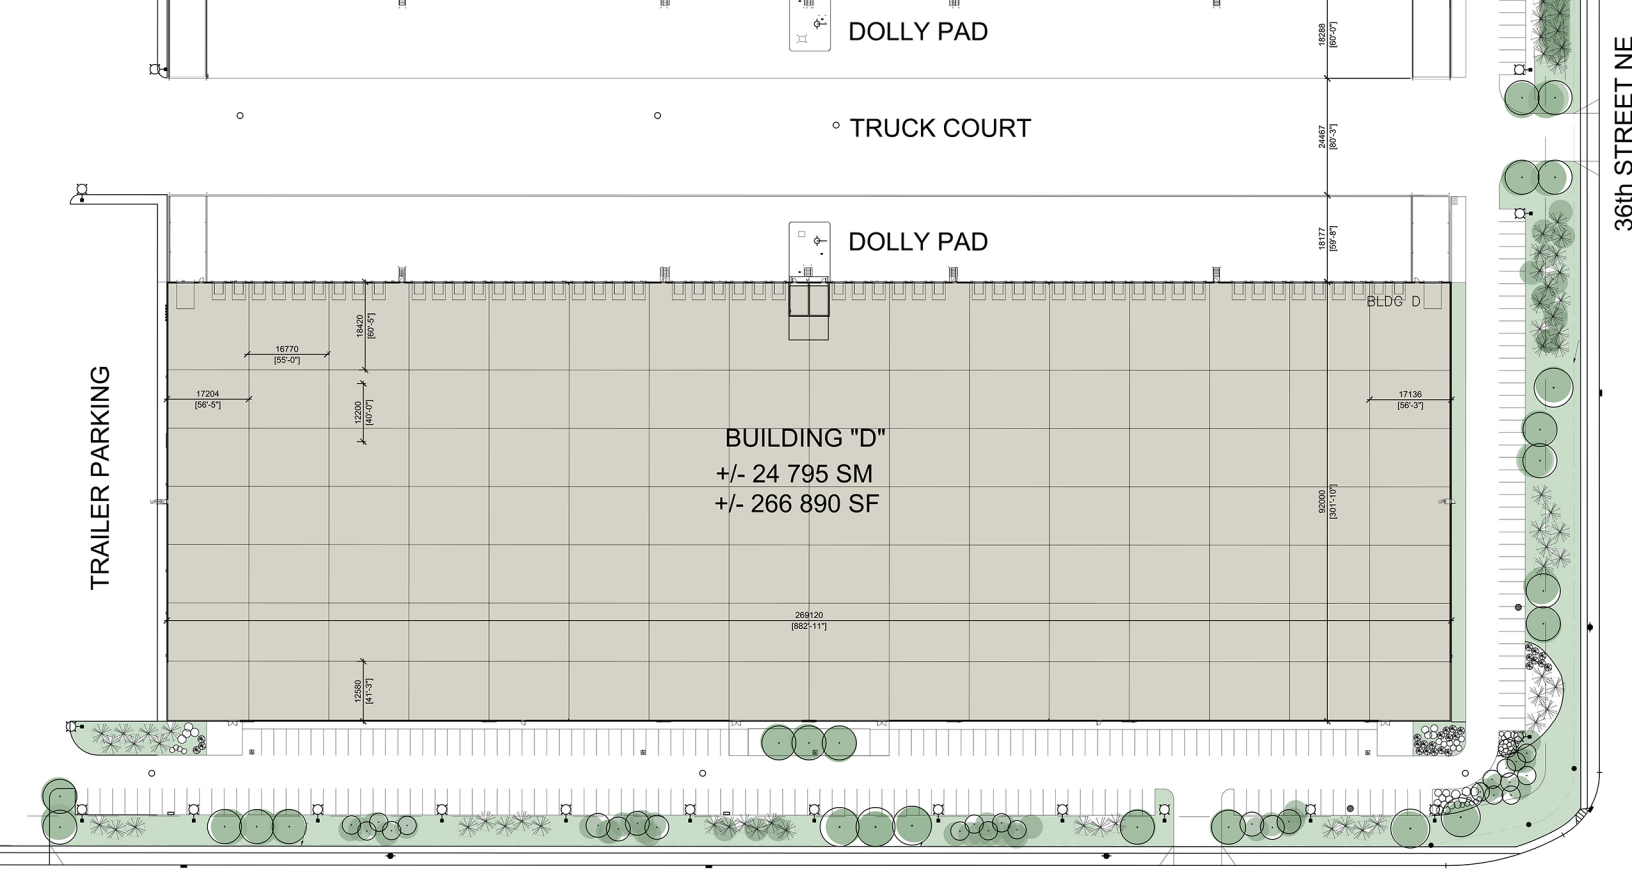 DOLLY PAD
18288
[60'-0"]
TRUCK COURT
24467
[80'-3"]
36th STREET NE
DOLLY PAD
18177
[59'-8"]
BLDG D
18420
[60'-5"]
16770
[55'-0"]
17204
[56'-5"]
12200
[40'-0"]
17136
[56'-3"]
TRAILER PARKING
BUILDING "D"
+/- 24 795 SM
+/- 266 890 SF
92000
[301'-10"]
269120
[882'-11"]
12580
[41'-3"]